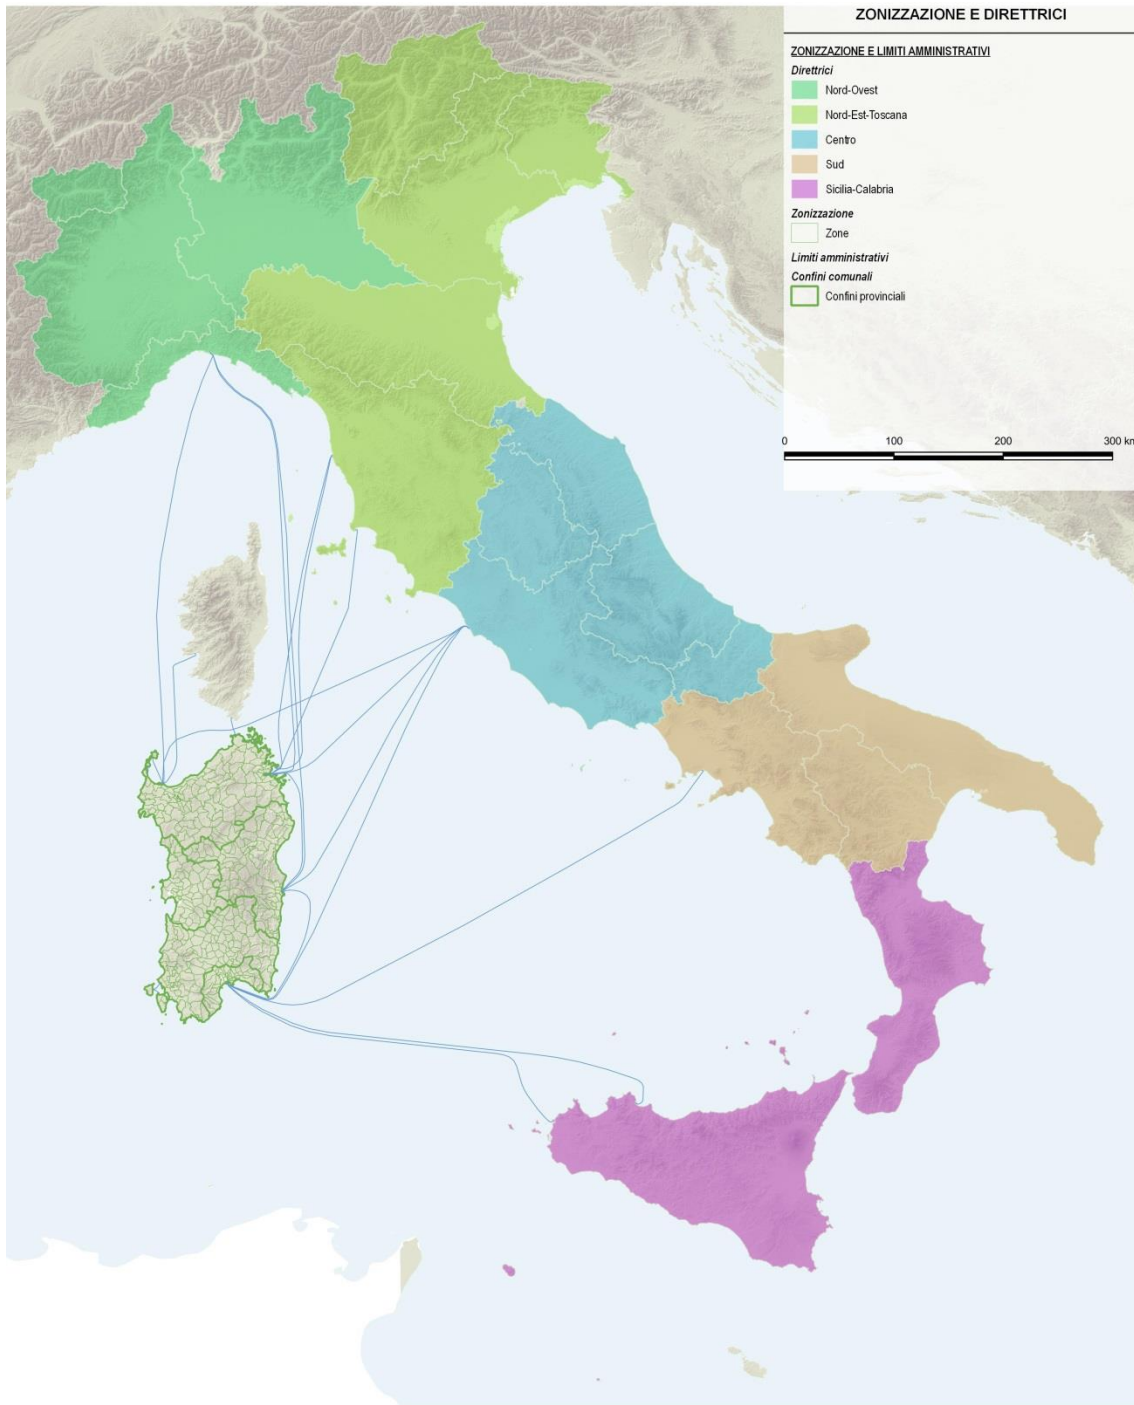 ZONIZZAZIONE E DIRETTRICI
ZONIZZAZIONE E LIMITI AMMINISTRATIVI
Direttrici
Nord-Ovest
Nord-Est-Toscana
Centro
Sud
Sicilia-Calabria
Zonizzazione
Zone
Limiti amministrativi
Confini comunali
Confini provinciali
0 100 200 300 km